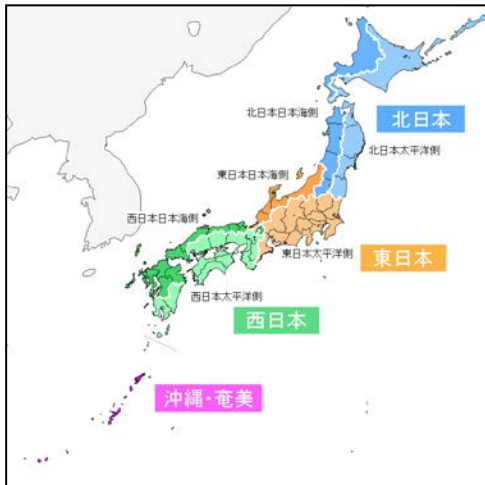 北日本日本海側
北日本
北日本太平洋側
東日本日本海側
西日本日本海側
東日本太平洋側
東日本
西日本太平洋側
西日本
沖縄・奄美